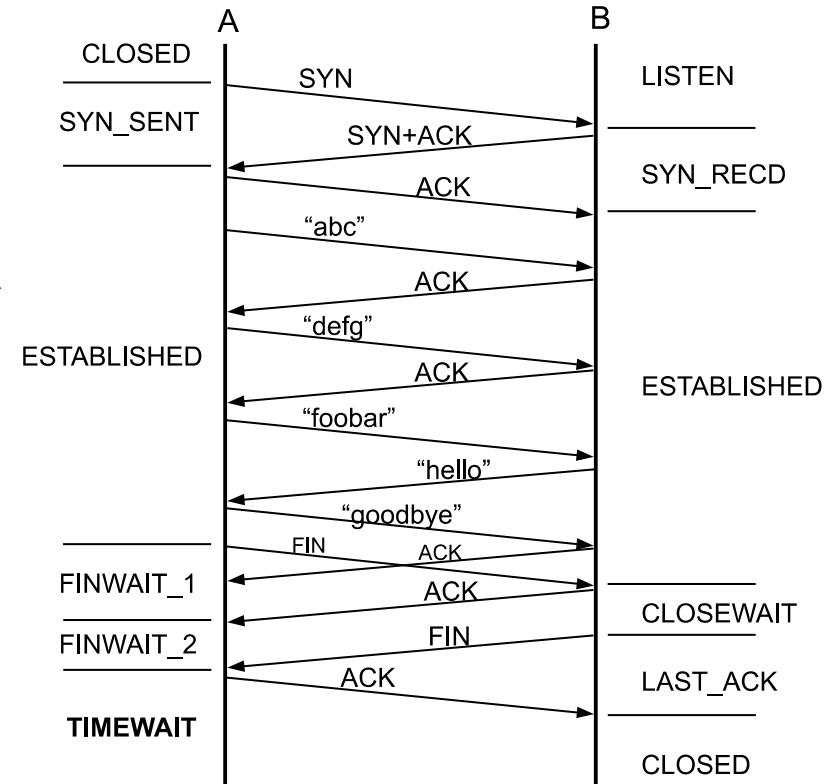 A
B
CLOSED
SYN
LISTEN
SYN_SENT
SYN+ACK
ACK
SYN_RECD
“abc”
ACK
“defg”
ESTABLISHED
ACK
ESTABLISHED
“foobar”
“hello”
“goodbye”
FIN
ACK
FINWAIT_1
ACK
CLOSEWAIT
FINWAIT_2
FIN
ACK
LAST_ACK
TIMEWAIT
CLOSED